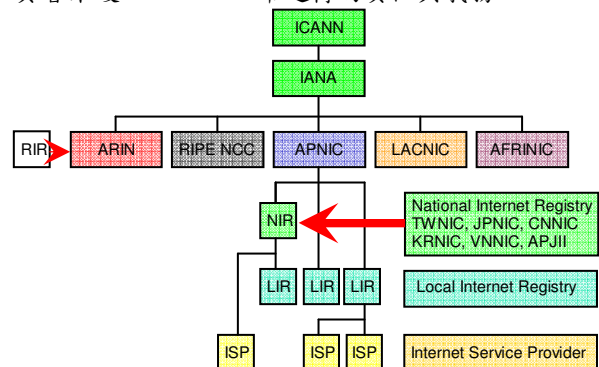 ICANN
IANA
RIR
ARIN
RIPE NCC
APNIC
LACNIC
AFRINIC
NIR
National Internet Registry
TWNIC, JPNIC, CNNIC
KRNIC, VNNIC, APJII
LIR
LIR
LIR
Local Internet Registry
ISP
ISP
ISP
Internet Service Provider